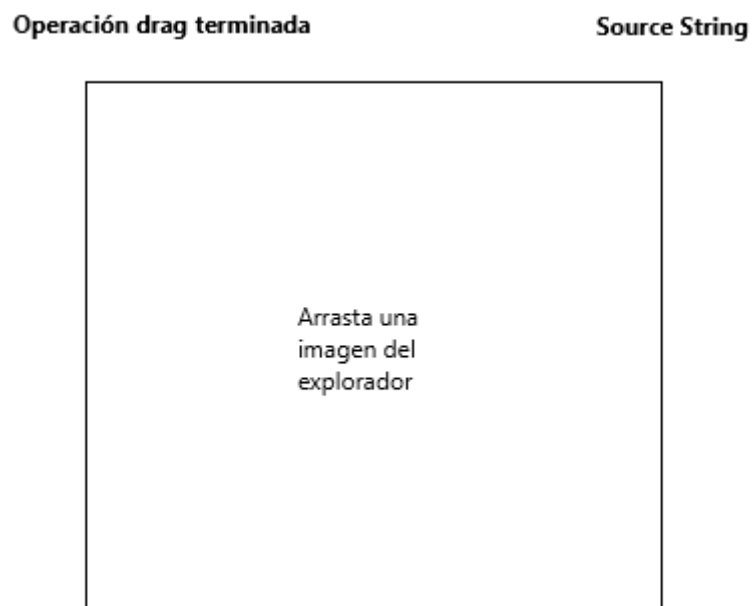 Operación drag terminada
Source String
Arrasta una
imagen del
explorador